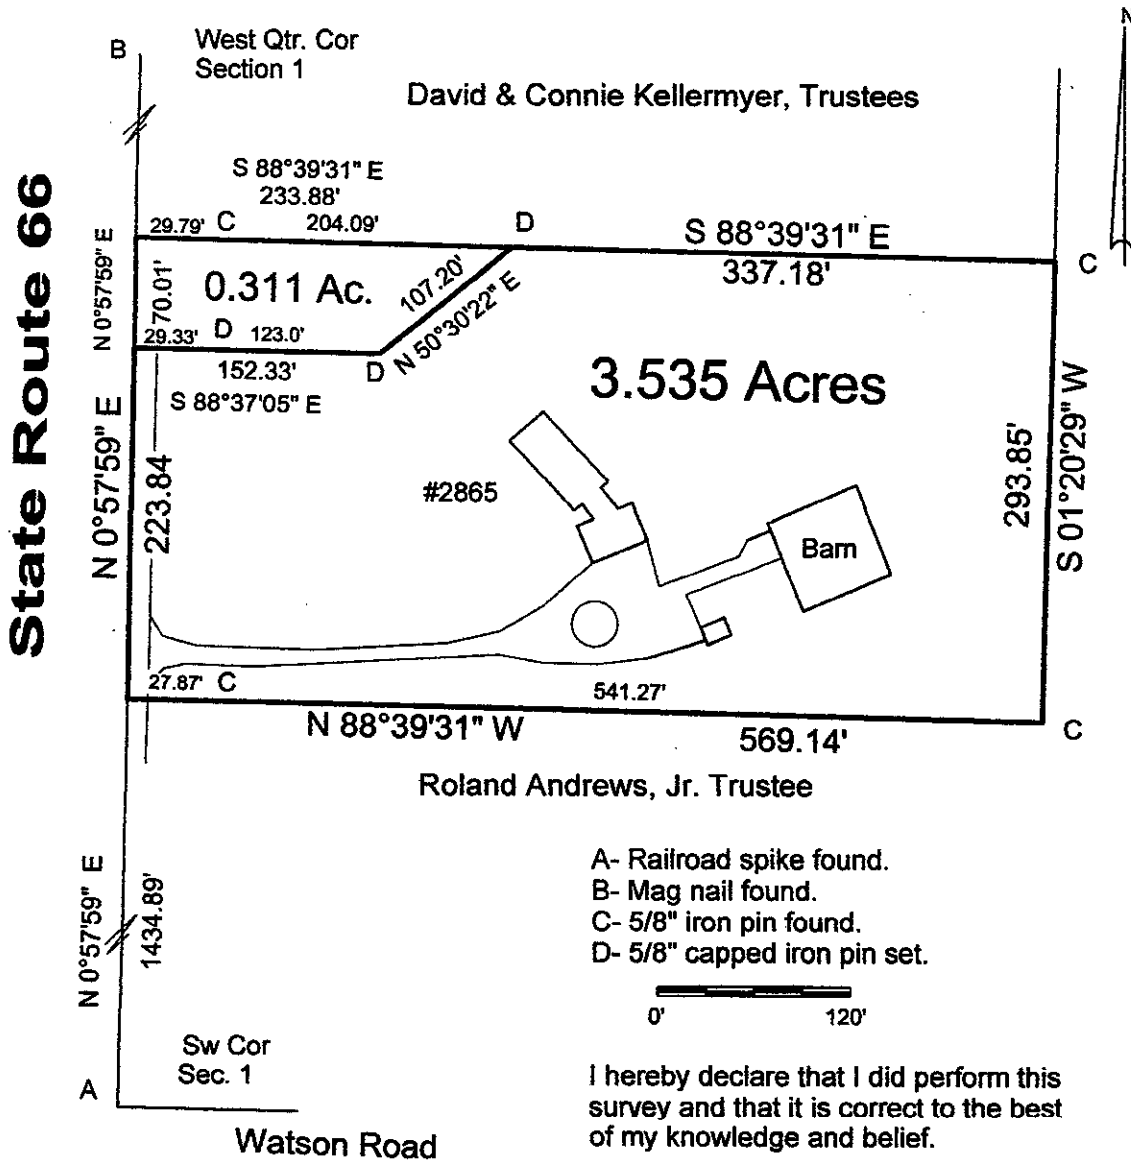 N
B
West Qtr. Cor
Section 1
David & Connie Kellermyer, Trustees
State Route 66
S 88°39'31" E
233.88'
29.79'
C
204.09'
D
S 88°39'31" E
337.18'
C
N 0°57'59" E
70.01'
0.311 Ac.
107.20'
N 50°30'22" E
29.33'
D
123.0'
152.33'
D
S 88°37'05" E
3.535 Acres
N 0°57'59" E
223.84
#2865
Barn
293.85'
S 01°20'29" W
27.87'
C
541.27'
N 88°39'31" W
569.14'
C
Roland Andrews, Jr. Trustee
N 0°57'59" E
1434.89'
A- Railroad spike found.
B- Mag nail found.
C- 5/8" iron pin found.
D- 5/8" capped iron pin set.
0'
120'
Sw Cor
Sec. 1
A
Watson Road
I hereby declare that I did perform this
survey and that it is correct to the best
of my knowledge and belief.